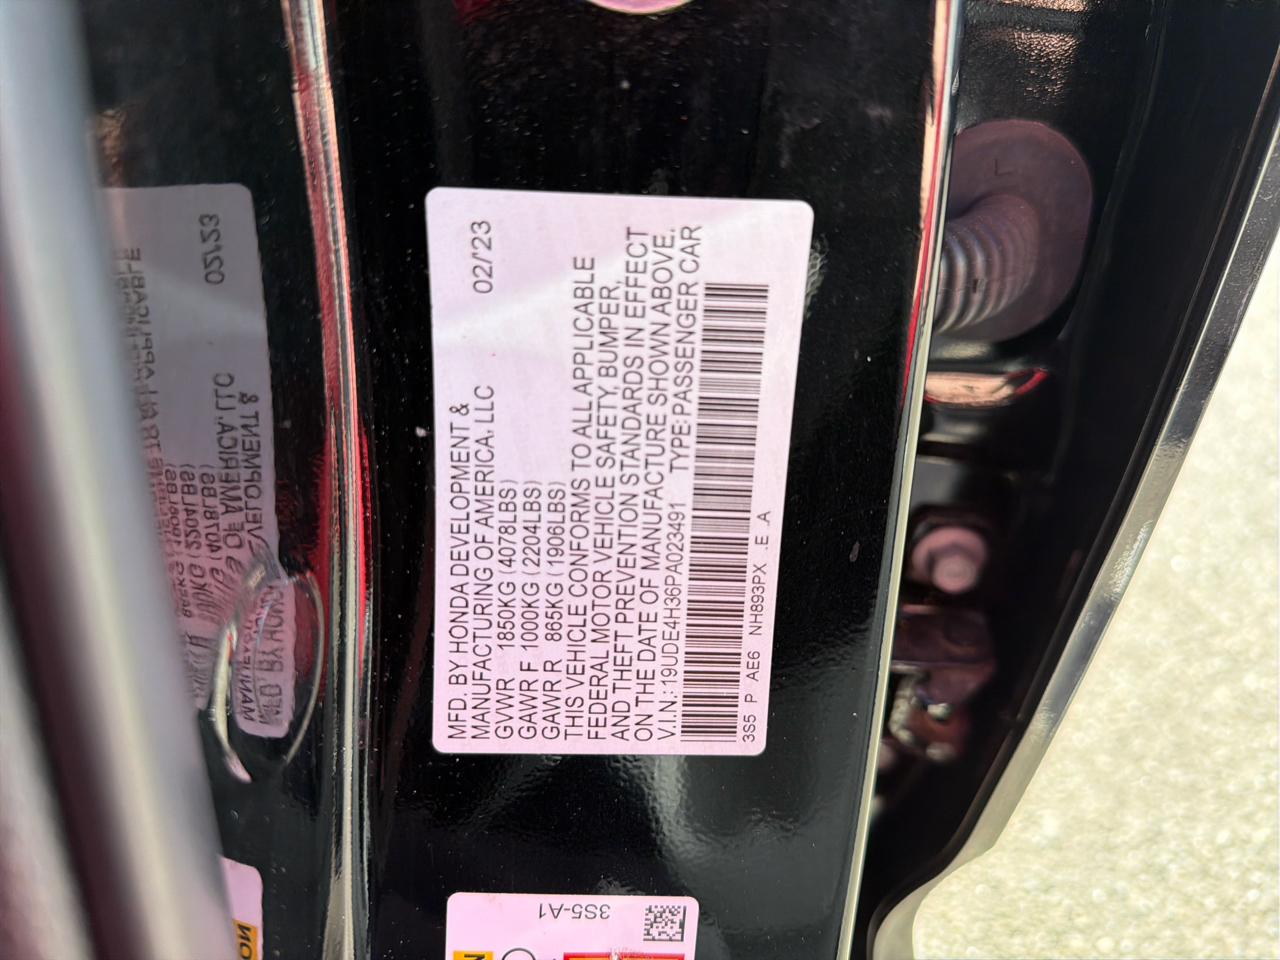 MFD. BY HONDA DEVELOPMENT &
MANUFACTURING OF AMERICA, LLC 02/'23
GVWR 1850KG (4078LBS)
GAWR F 1000KG (2204LBS)
GAWR R 865KG (1906LBS)
THIS VEHICLE CONFORMS TO ALL APPLICABLE
FEDERAL MOTOR VEHICLE SAFETY, BUMPER,
AND THEFT PREVENTION STANDARDS IN EFFECT
ON THE DATE OF MANUFACTURE SHOWN ABOVE.
V.I.N.: 19UDE4H36PA023491 TYPE: PASSENGER CAR
3S5 P AE6 NH893PX .E .A
3S5-A1
L